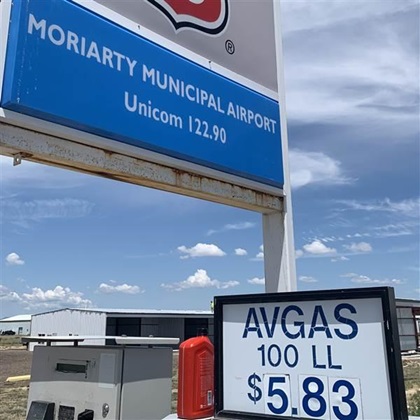 ®
MORIARTY MUNICIPAL AIRPORT
Unicom 122.90
AVGAS
100 LL
$5.83